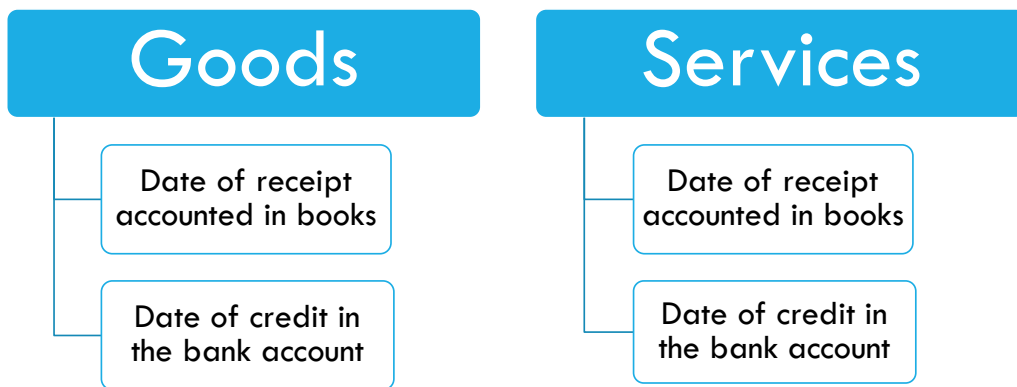 Goods
Date of receipt
accounted in books
Date of credit in
the bank account
Services
Date of receipt
accounted in books
Date of credit in
the bank account